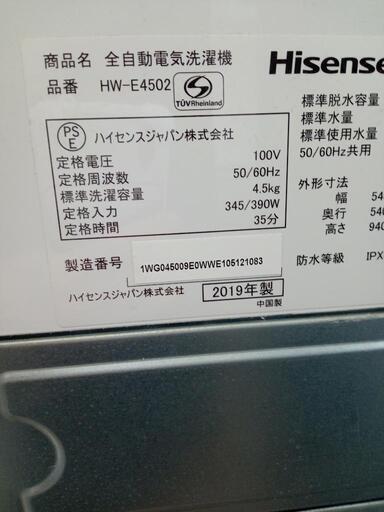 商品名 全自動電気洗濯機
品番 HW-E4502
TÜVRheinland
Hisense
PS
E
ハイセンスジャパン株式会社
定格電圧 100V
定格周波数 50/60Hz
標準洗濯容量 4.5kg
定格入力 345/390W
定格時間 35分
製造番号 1WG045009E0WWE105121083
ハイセンスジャパン株式会社 2019年製
中国製
標準脱水容量
標準水量
標準使用水量
50/60Hz共用
外形寸法
幅 54
奥行 540
高さ 940
防水等級 IPX